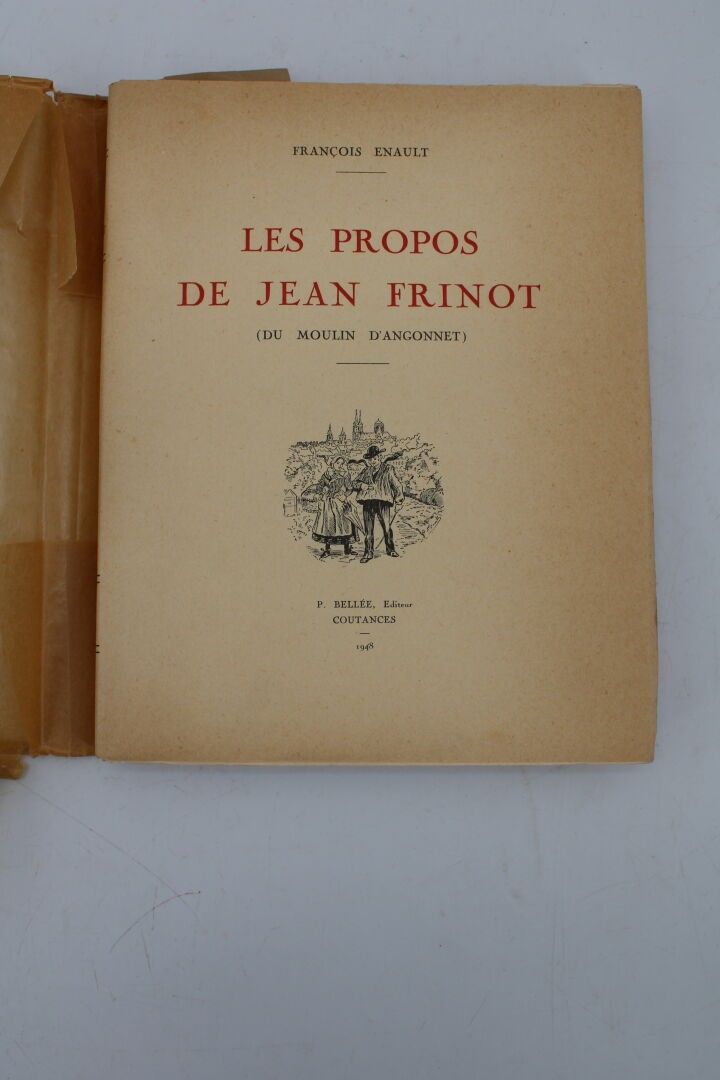 FRANÇOIS ENAULT
LES PROPOS
DE JEAN FRINOT
(DU MOULIN D'ANGONNET)
P. BELLÉE, Editeur
COUTANCES
1948